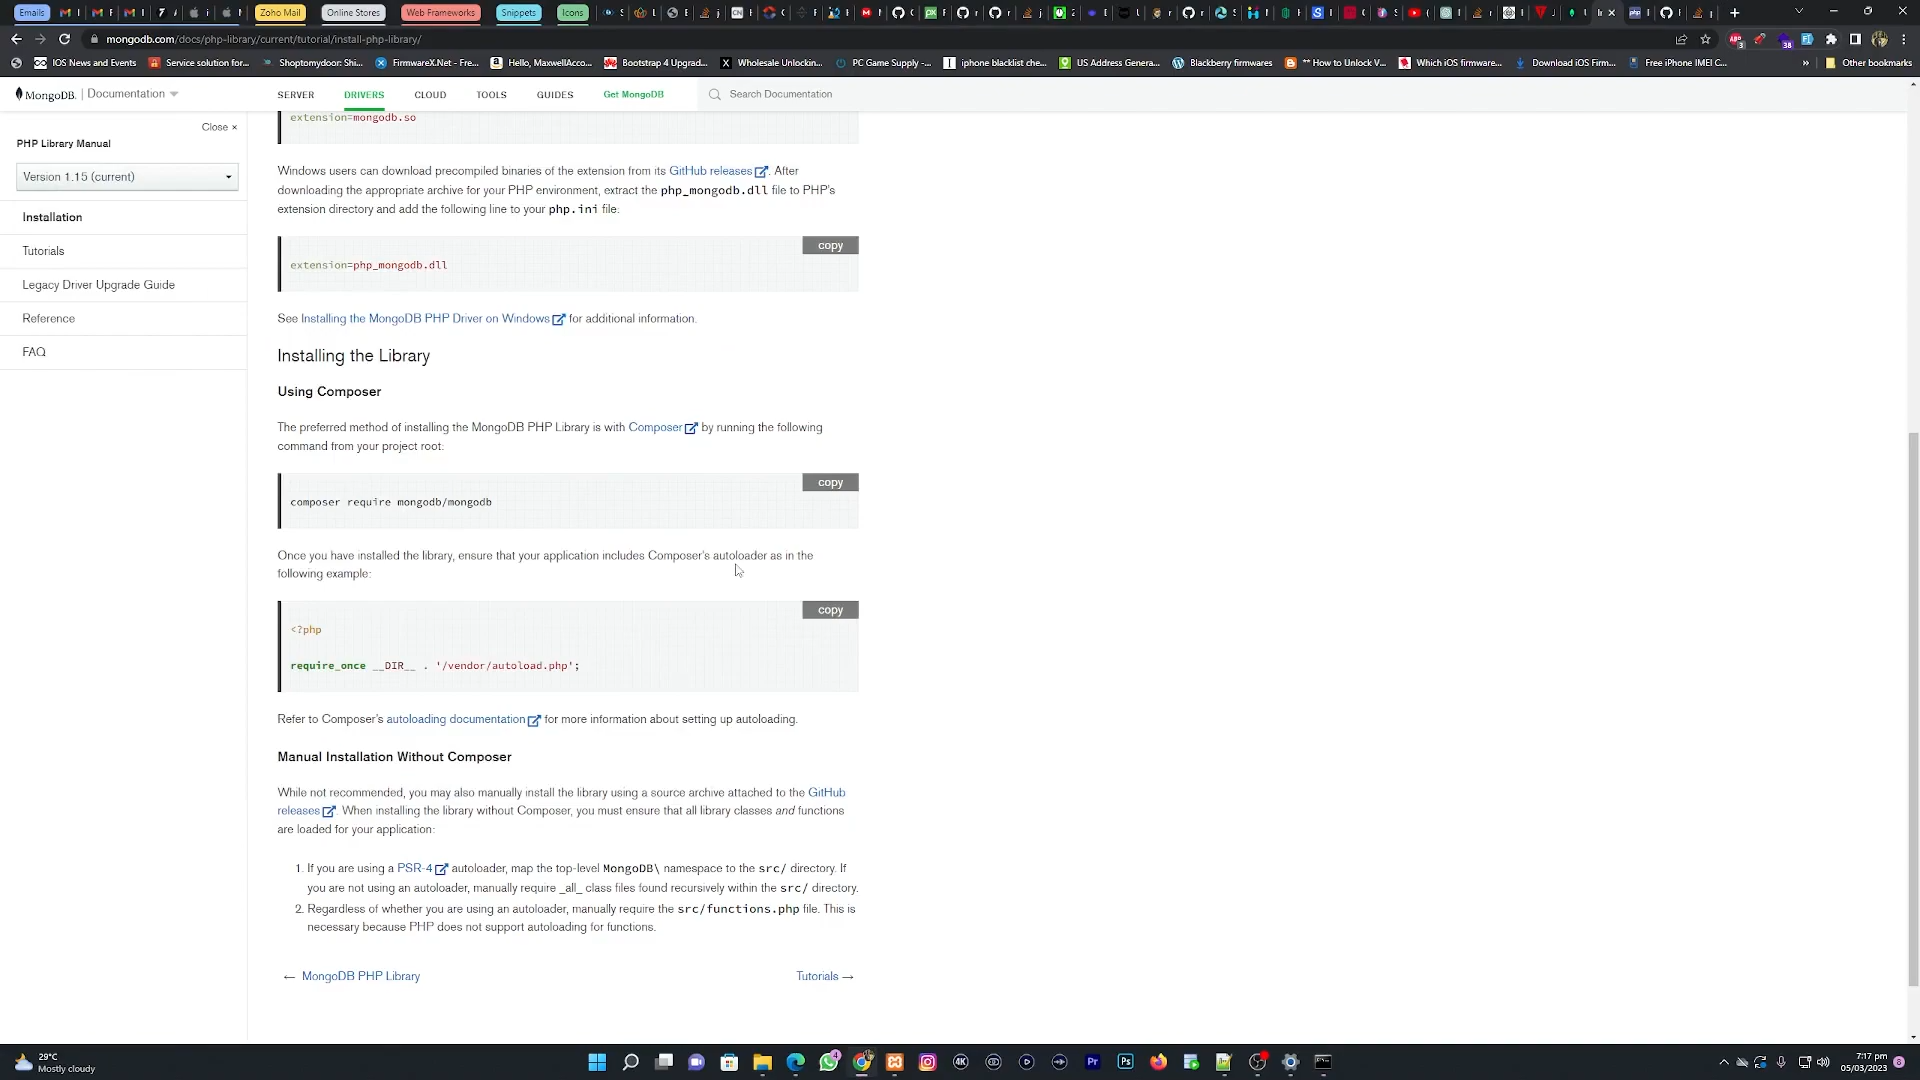 Emails
Zoho Mail
Online Stores
Web Frameworks
Snippets
Icons
mongodb.com/docs/php-library/current/tutorial/install-php-library/
IOS News and Events
Service solution for...
Shoptomydoor: Shi...
FirmwareX.Net - Fre...
Hello, MaxwellAcco...
Bootstrap 4 Upgrad...
Wholesale Unlockin...
PC Game Supply -...
iphone blacklist che...
US Address Genera...
Blackberry firmwares
** How to Unlock V...
Which iOS firmware...
Download iOS Firm...
Free iPhone IMEI C...
»
Other bookmarks
MongoDB. | Documentation
SERVER
DRIVERS
CLOUD
TOOLS
GUIDES
Get MongoDB
Search Documentation
Close ×
PHP Library Manual
Version 1.15 (current)
Installation
Tutorials
Legacy Driver Upgrade Guide
Reference
FAQ
extension=mongodb.so
Windows users can download precompiled binaries of the extension from its GitHub releases. After
downloading the appropriate archive for your PHP environment, extract the php_mongodb.dll file to PHP's
extension directory and add the following line to your php.ini file:
copy
extension=php_mongodb.dll
See Installing the MongoDB PHP Driver on Windows for additional information.
Installing the Library
Using Composer
The preferred method of installing the MongoDB PHP Library is with Composer by running the following
command from your project root:
copy
composer require mongodb/mongodb
Once you have installed the library, ensure that your application includes Composer's autoloader as in the
following example:
copy
<?php
require_once __DIR__ . '/vendor/autoload.php';
Refer to Composer's autoloading documentation for more information about setting up autoloading.
Manual Installation Without Composer
While not recommended, you may also manually install the library using a source archive attached to the GitHub
releases. When installing the library without Composer, you must ensure that all library classes and functions
are loaded for your application:
1. If you are using a PSR-4 autoloader, map the top-level MongoDB\ namespace to the src/ directory. If
you are not using an autoloader, manually require _all_ class files found recursively within the src/ directory.
2. Regardless of whether you are using an autoloader, manually require the src/functions.php file. This is
necessary because PHP does not support autoloading for functions.
← MongoDB PHP Library
Tutorials →
29°C
Mostly cloudy
7:17 pm
05/03/2023